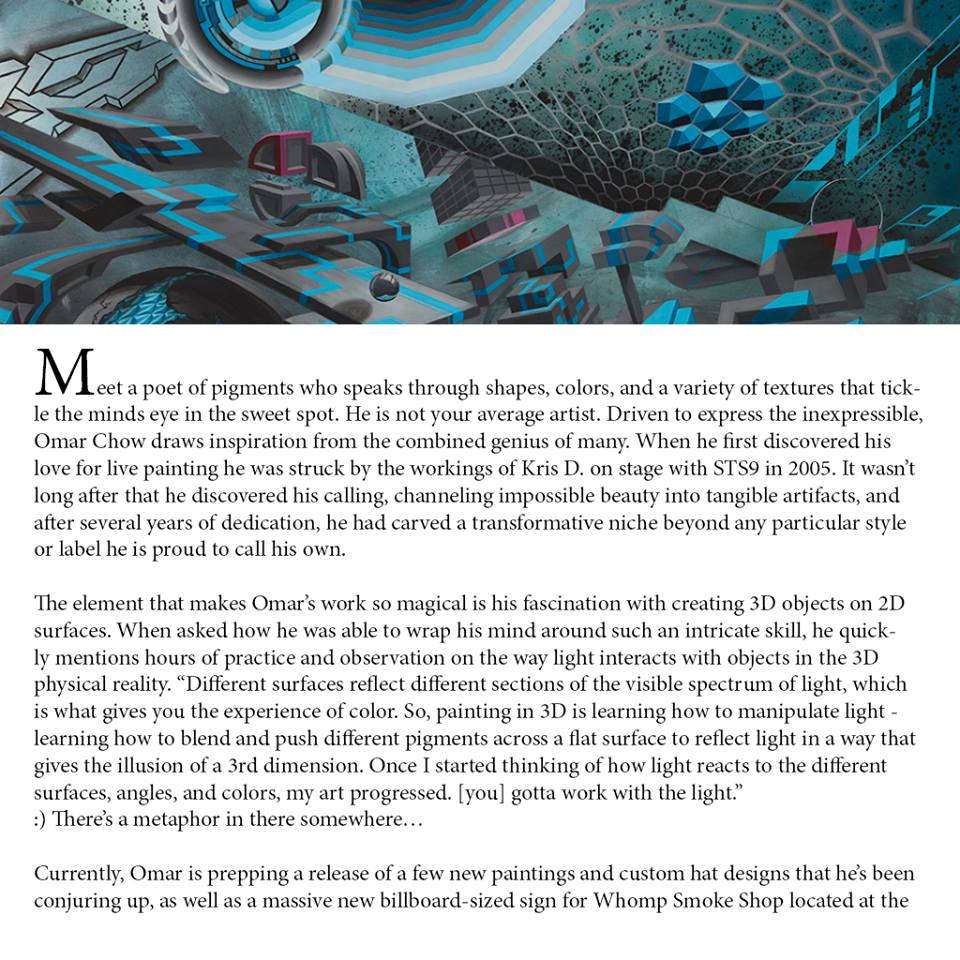 Meet a poet of pigments who speaks through shapes, colors, and a variety of textures that tick-
le the minds eye in the sweet spot. He is not your average artist. Driven to express the inexpressible,
Omar Chow draws inspiration from the combined genius of many. When he first discovered his
love for live painting he was struck by the workings of Kris D. on stage with STS9 in 2005. It wasn’t
long after that he discovered his calling, channeling impossible beauty into tangible artifacts, and
after several years of dedication, he had carved a transformative niche beyond any particular style
or label he is proud to call his own.
The element that makes Omar’s work so magical is his fascination with creating 3D objects on 2D
surfaces. When asked how he was able to wrap his mind around such an intricate skill, he quick-
ly mentions hours of practice and observation on the way light interacts with objects in the 3D
physical reality. “Different surfaces reflect different sections of the visible spectrum of light, which
is what gives you the experience of color. So, painting in 3D is learning how to manipulate light -
learning how to blend and push different pigments across a flat surface to reflect light in a way that
gives the illusion of a 3rd dimension. Once I started thinking of how light reacts to the different
surfaces, angles, and colors, my art progressed. [you] gotta work with the light.”
:) There’s a metaphor in there somewhere…
Currently, Omar is prepping a release of a few new paintings and custom hat designs that he’s been
conjuring up, as well as a massive new billboard-sized sign for Whomp Smoke Shop located at the